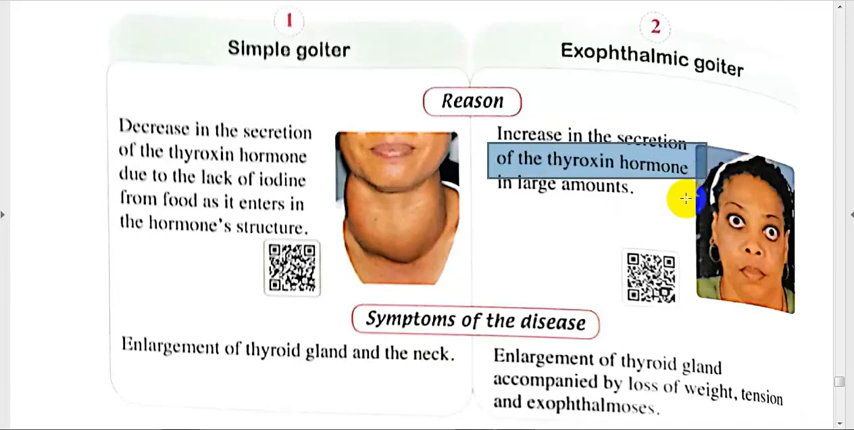 1
Simple goiter
2
Exophthalmic goiter
Reason
Decrease in the secretion
of the thyroxin hormone
due to the lack of iodine
from food as it enters in
the hormone's structure.
Increase in the secretion
of the thyroxin hormone
in large amounts.
Symptoms of the disease
Enlargement of thyroid gland and the neck.
Enlargement of thyroid gland
accompanied by loss of weight, tension
and exophthalmoses.